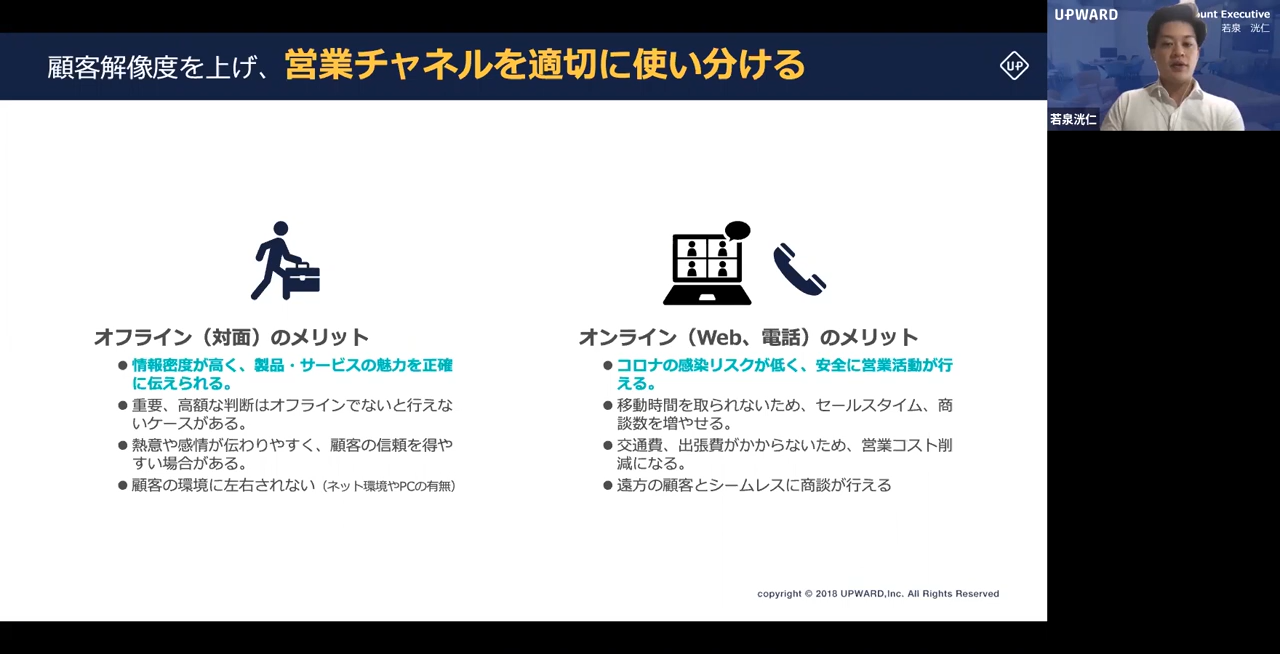 顧客解像度を上げ、営業チャネルを適切に使い分ける
UP
オフライン（対面）のメリット
●情報密度が高く、製品・サービスの魅力を正確
に伝えられる。
●重要、高額な判断はオフラインでないと行えな
いケースがある。
●熱意や感情が伝わりやすく、顧客の信頼を得や
すい場合がある。
●顧客の環境に左右されない（ネット環境やPCの有無）
オンライン（Web、電話）のメリット
●コロナの感染リスクが低く、安全に営業活動が行
える。
●移動時間を取られないため、セールスタイム、商
談数を増やせる。
●交通費、出張費がかからないため、営業コスト削
減になる。
●遠方の顧客とシームレスに商談が行える
copyright © 2018 UPWARD,Inc. All Rights Reserved
UPWARD
unt Executive
若泉 洸仁
若泉洸仁